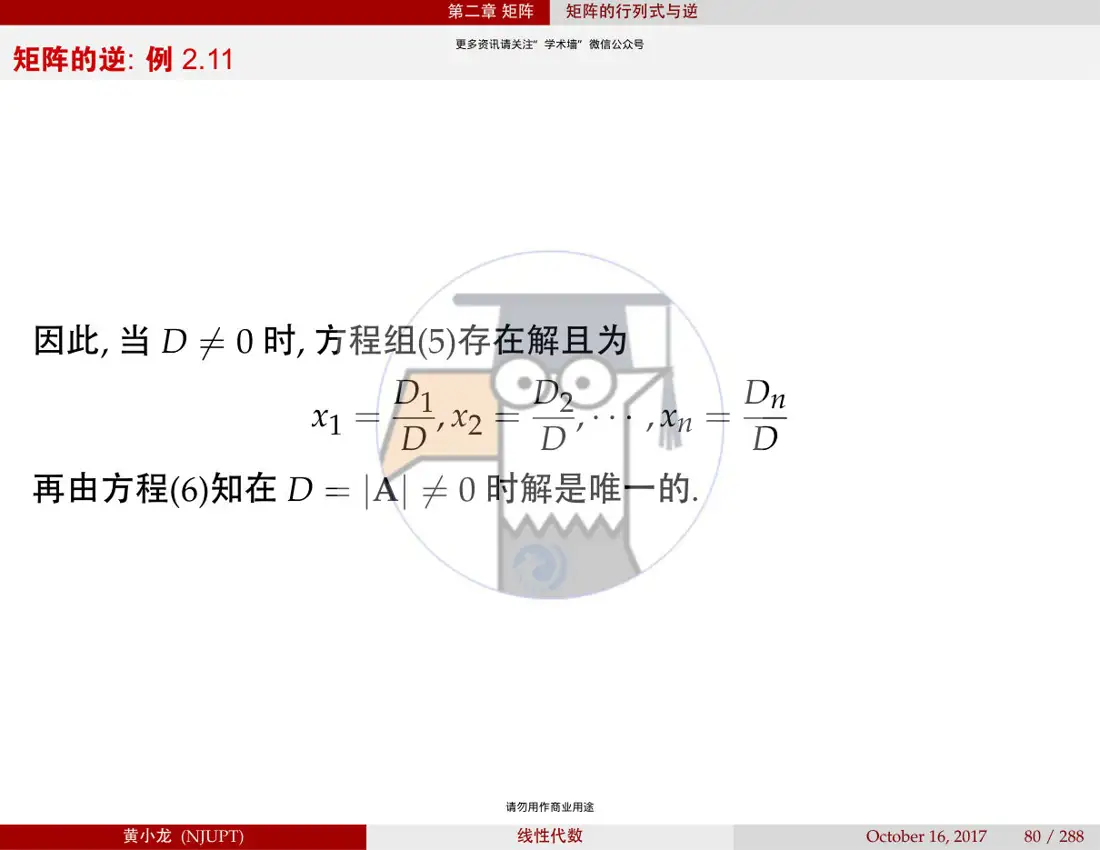 第二章 矩阵 矩阵的行列式与逆
更多资讯请关注“学术墙”微信公众号
矩阵的逆: 例 2.11
因此, 当 D ≠ 0 时, 方程组(5)存在解且为
x₁ = D₁/D, x₂ = D₂/D, ⋯ , xₙ = Dₙ/D
再由方程(6)知在 D = |A| ≠ 0 时解是唯一的.
请勿用作商业用途
黄小龙 (NJUPT) 线性代数 October 16, 2017 80 / 288